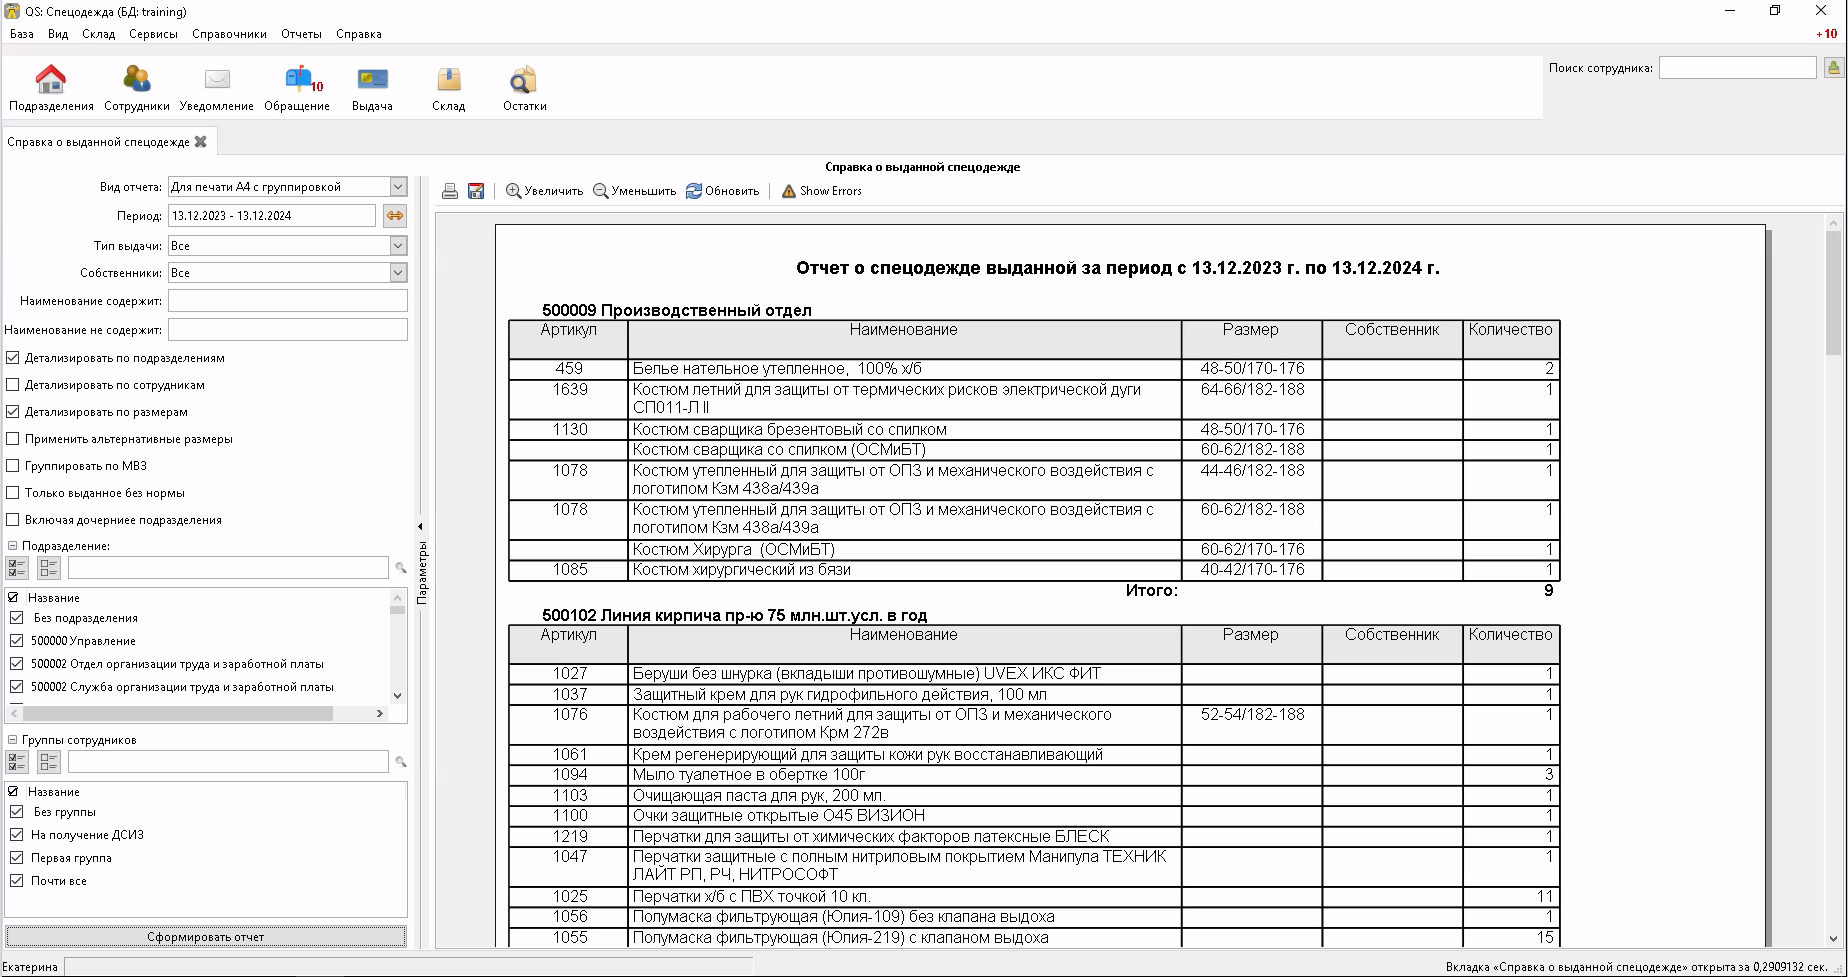 QS: Спецодежда (БД: training)
База Вид Склад Сервисы Справочники Отчеты Справка +10
Подразделения Сотрудники Уведомление Обращение 10 Выдача Склад Остатки Поиск сотрудника:
Справка о выданной спецодежде
Справка о выданной спецодежде
Увеличить Уменьшить Обновить Show Errors
Вид отчета: Для печати А4 с группировкой
Период: 13.12.2023 - 13.12.2024
Тип выдачи: Все
Собственники: Все
Наименование содержит:
Наименование не содержит:
Детализировать по подразделениям
Детализировать по сотрудникам
Детализировать по размерам
Применить альтернативные размеры
Группировать по МВЗ
Только выданное без нормы
Включая дочерниее подразделения
Подразделение:
Название
Без подразделения
500000 Управление
500002 Отдел организации труда и заработной платы
500002 Служба организации труда и заработной платы
Группы сотрудников
Название
Без группы
На получение ДСИЗ
Первая группа
Почти все
Сформировать отчет
Параметры
Отчет о спецодежде выданной за период с 13.12.2023 г. по 13.12.2024 г.
500009 Производственный отдел
Артикул Наименование Размер Собственник Количество
459 Белье нательное утепленное, 100% х/б 48-50/170-176 2
1639 Костюм летний для защиты от термических рисков электрической дуги 64-66/182-188 1
СП011-Л II
1130 Костюм сварщика брезентовый со спилком 48-50/170-176 1
Костюм сварщика со спилком (ОСМиБТ) 60-62/182-188 1
1078 Костюм утепленный для защиты от ОПЗ и механического воздействия с 44-46/182-188 1
логотипом Кзм 438а/439а
1078 Костюм утепленный для защиты от ОПЗ и механического воздействия с 60-62/182-188 1
логотипом Кзм 438а/439а
Костюм Хирурга (ОСМиБТ) 60-62/170-176 1
1085 Костюм хирургический из бязи 40-42/170-176 1
Итого: 9
500102 Линия кирпича пр-ю 75 млн.шт.усл. в год
Артикул Наименование Размер Собственник Количество
1027 Беруши без шнурка (вкладыши противошумные) UVEX ИКС ФИТ 1
1037 Защитный крем для рук гидрофильного действия, 100 мл 1
1076 Костюм для рабочего летний для защиты от ОПЗ и механического 52-54/182-188 1
воздействия с логотипом Крм 272в
1061 Крем регенерирующий для защиты кожи рук восстанавливающий 1
1094 Мыло туалетное в обертке 100г 3
1103 Очищающая паста для рук, 200 мл. 1
1100 Очки защитные открытые О45 ВИЗИОН 1
1219 Перчатки для защиты от химических факторов латексные БЛЕСК 1
1047 Перчатки защитные с полным нитриловым покрытием Манипула ТЕХНИК 1
ЛАЙТ РП, РЧ, НИТРОСОФТ
1025 Перчатки х/б с ПВХ точкой 10 кл. 11
1056 Полумаска фильтрующая (Юлия-109) без клапана выдоха 1
1055 Полумаска фильтрующая (Юлия-219) с клапаном выдоха 15
Екатерина Вкладка «Справка о выданной спецодежде» открыта за 0,2909132 сек.